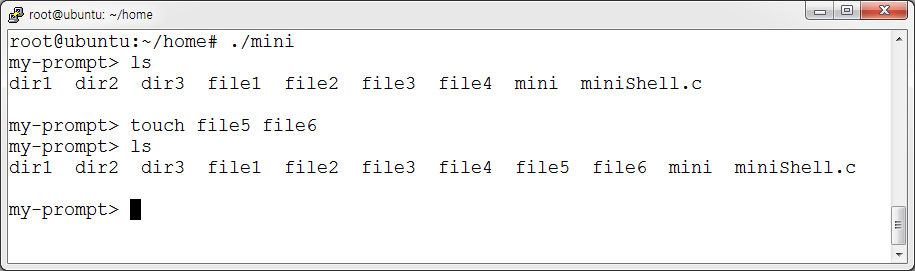 root@ubuntu: ~/home
root@ubuntu:~/home# ./mini
my-prompt> ls
dir1  dir2  dir3  file1  file2  file3  file4  mini  miniShell.c
my-prompt> touch file5 file6
my-prompt> ls
dir1  dir2  dir3  file1  file2  file3  file4  file5  file6  mini  miniShell.c
my-prompt>